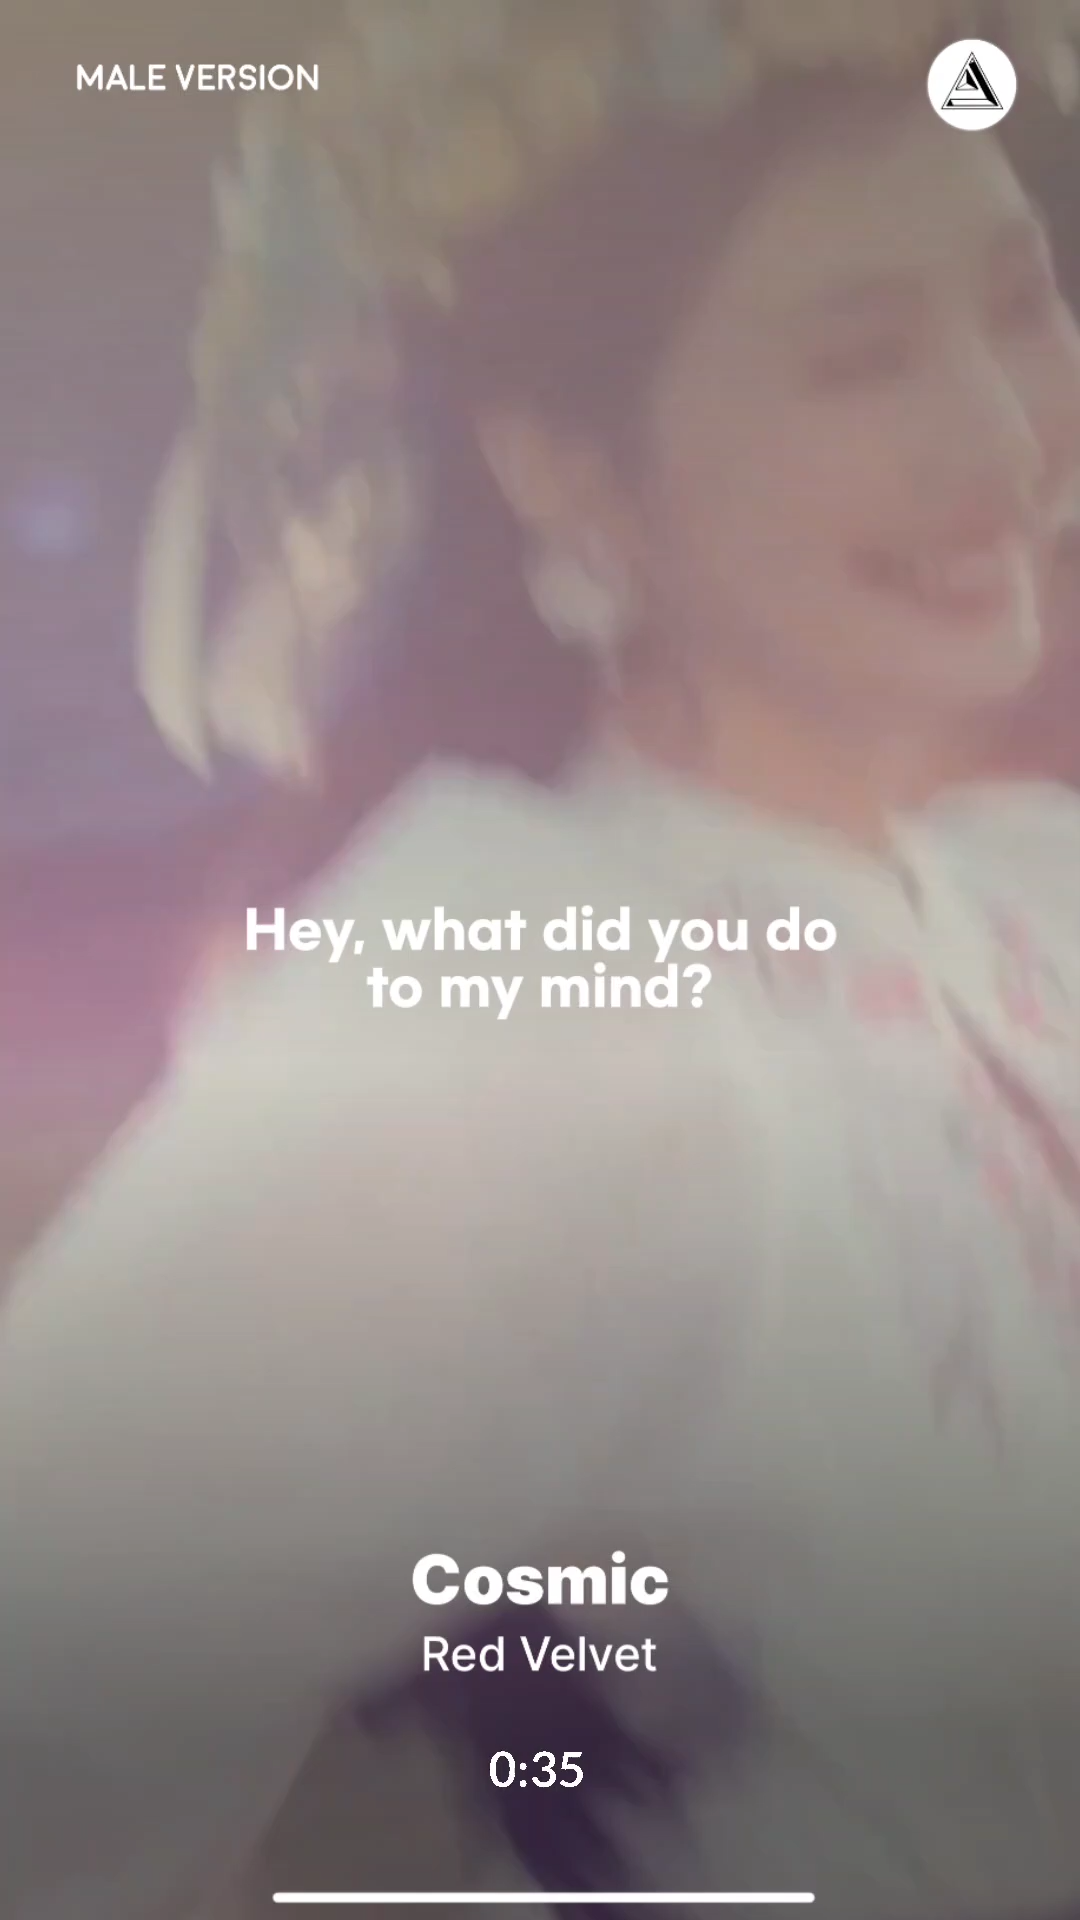 MALE VERSION
Hey, what did you do
to my mind?
Cosmic
Red Velvet
0:35